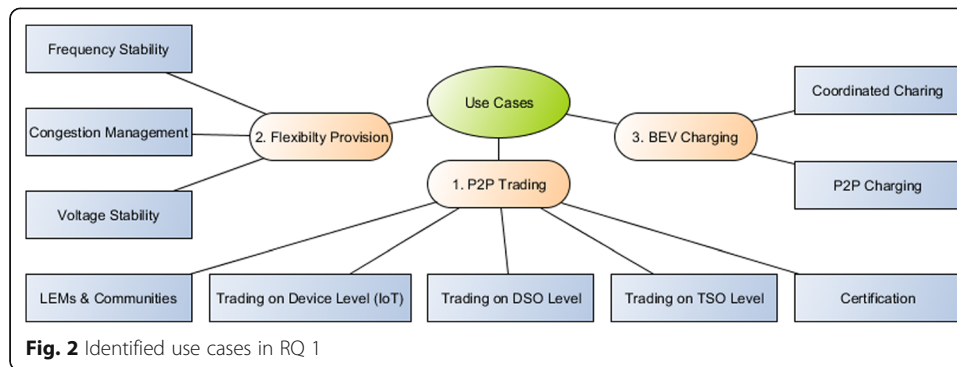 Frequency Stability
Congestion Management
Voltage Stability
2. Flexibilty Provision
Use Cases
1. P2P Trading
3. BEV Charging
Coordinated Charing
P2P Charging
LEMs & Communities
Trading on Device Level (IoT)
Trading on DSO Level
Trading on TSO Level
Certification
Fig. 2 Identified use cases in RQ 1